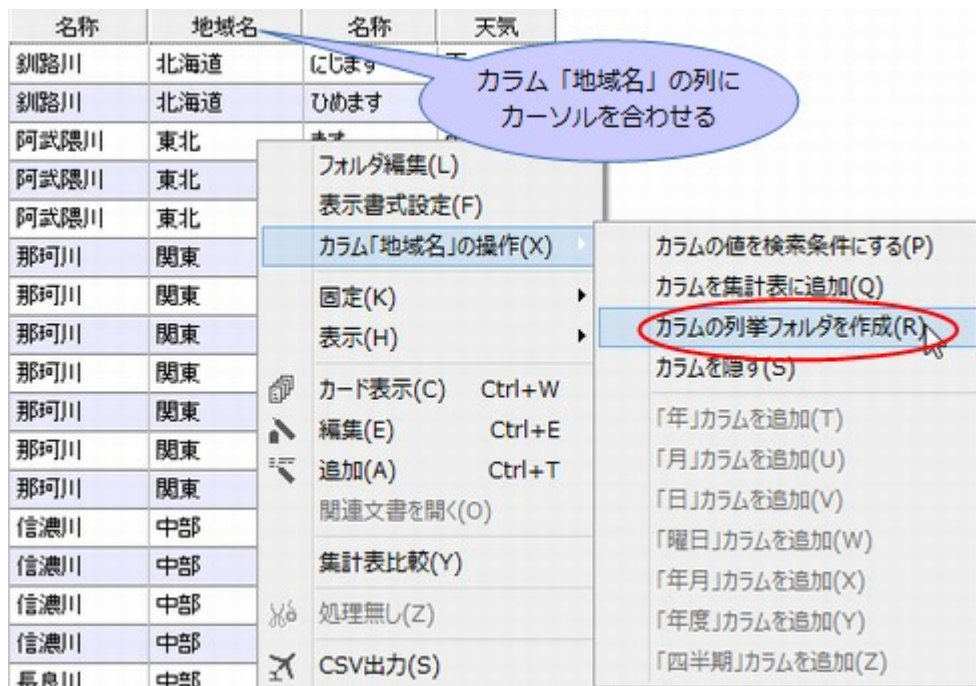 名称 地域名 名称 天気
釧路川 北海道 にじます
釧路川 北海道 ひめます
阿武隈川 東北
阿武隈川 東北
阿武隈川 東北
那珂川 関東
那珂川 関東
那珂川 関東
那珂川 関東
那珂川 関東
那珂川 関東
那珂川 関東
信濃川 中部
信濃川 中部
信濃川 中部
信濃川 中部
長良川 中部
カラム「地域名」の列に
カーソルを合わせる
フォルダ編集(L)
表示書式設定(F)
カラム「地域名」の操作(X)
固定(K)
表示(H)
カード表示(C) Ctrl+W
編集(E) Ctrl+E
追加(A) Ctrl+T
関連文書を開く(O)
集計表比較(Y)
処理無し(Z)
CSV出力(S)
カラムの値を検索条件にする(P)
カラムを集計表に追加(Q)
カラムの列挙フォルダを作成(R)
カラムを隠す(S)
「年」カラムを追加(T)
「月」カラムを追加(U)
「日」カラムを追加(V)
「曜日」カラムを追加(W)
「年月」カラムを追加(X)
「年度」カラムを追加(Y)
「四半期」カラムを追加(Z)